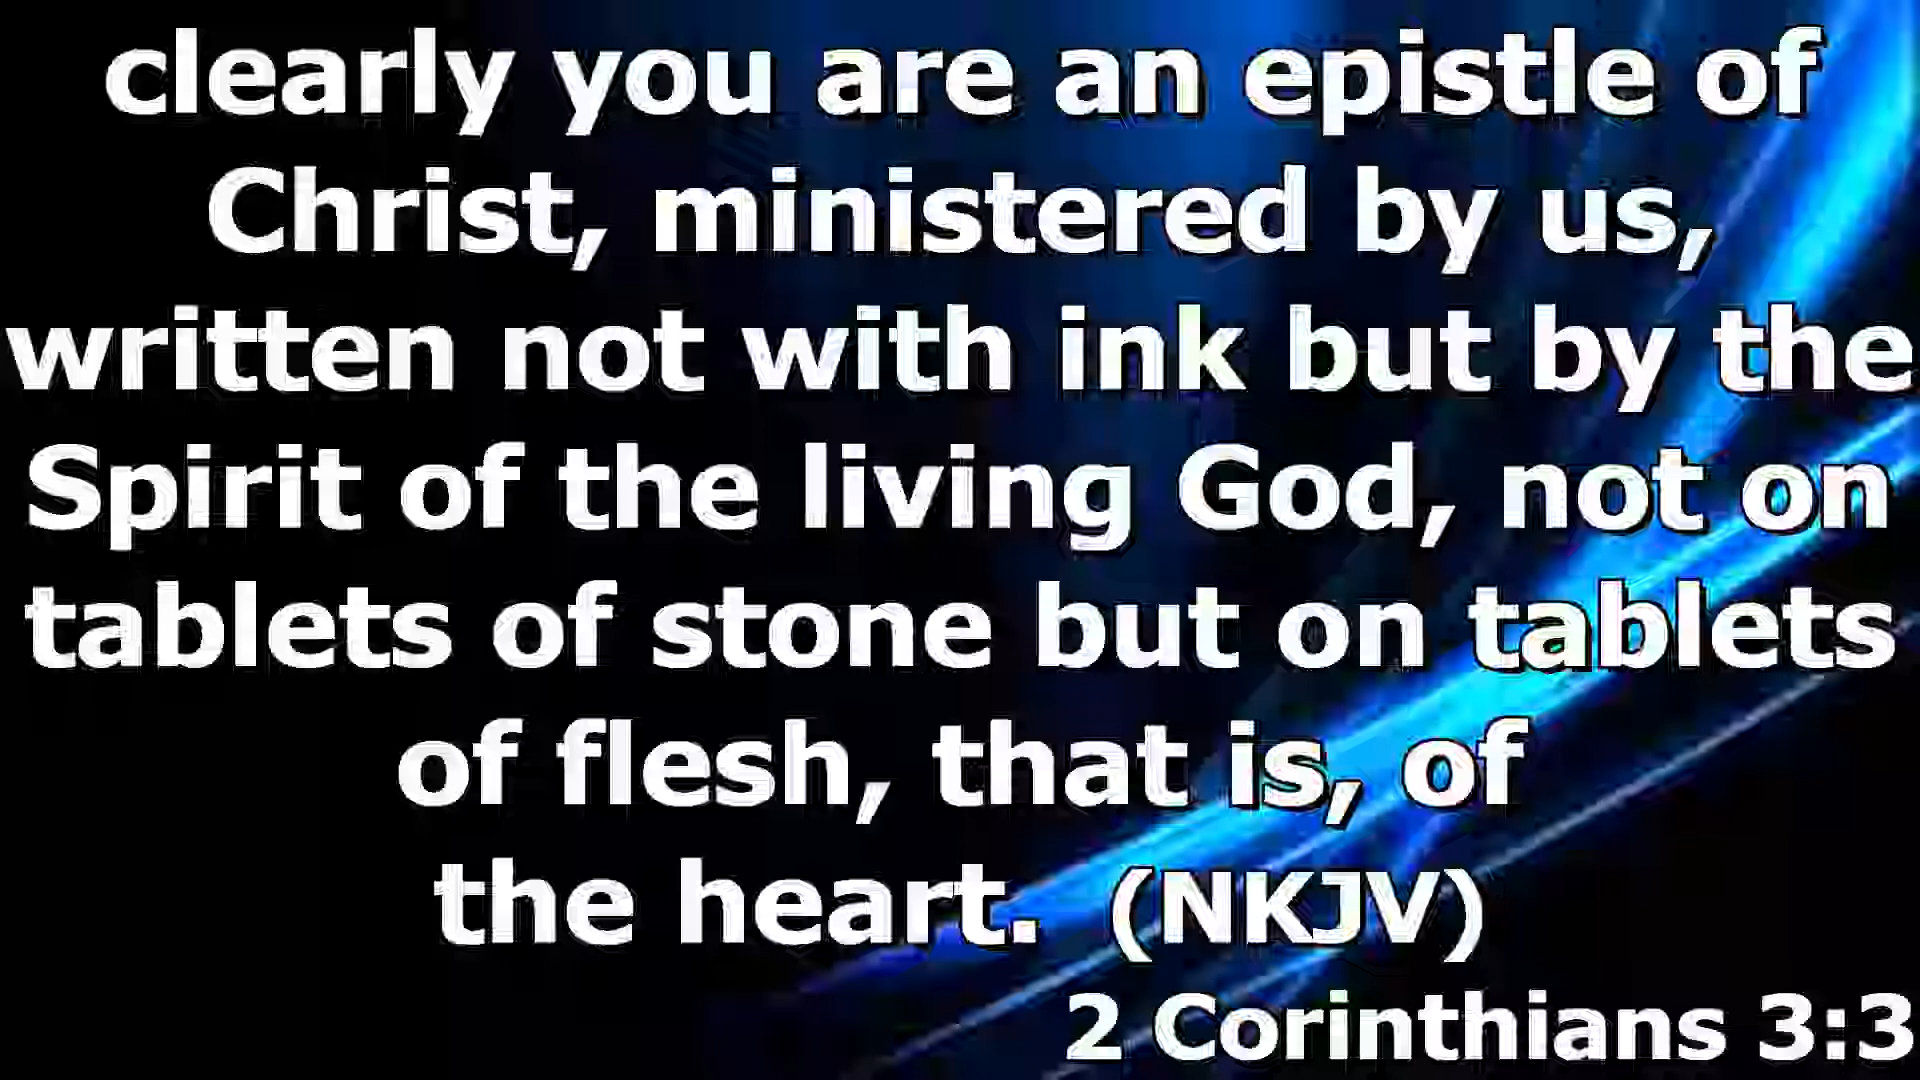 clearly you are an epistle of
Christ, ministered by us,
written not with ink but by the
Spirit of the living God, not on
tablets of stone but on tablets
of flesh, that is, of
the heart. (NKJV)
2 Corinthians 3:3